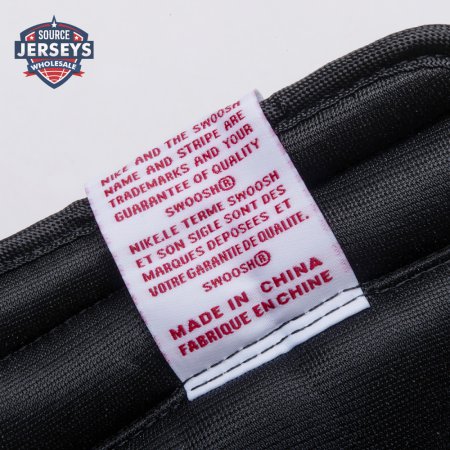 SOURCE
JERSEYS
WHOLESALE
NIKE AND THE SWOOSH
NAME AND STRIPE ARE
TRADEMARKS AND YOUR
GUARANTEE OF QUALITY
SWOOSH®
NIKE.LE TERME SWOOSH
ET SON SIGLE SONT DES
MARQUES DEPOSEES ET
VOTRE GARANTIE DE QUALITY
SWOOSH®
MADE IN CHINA
FABRIQUE EN CHINE